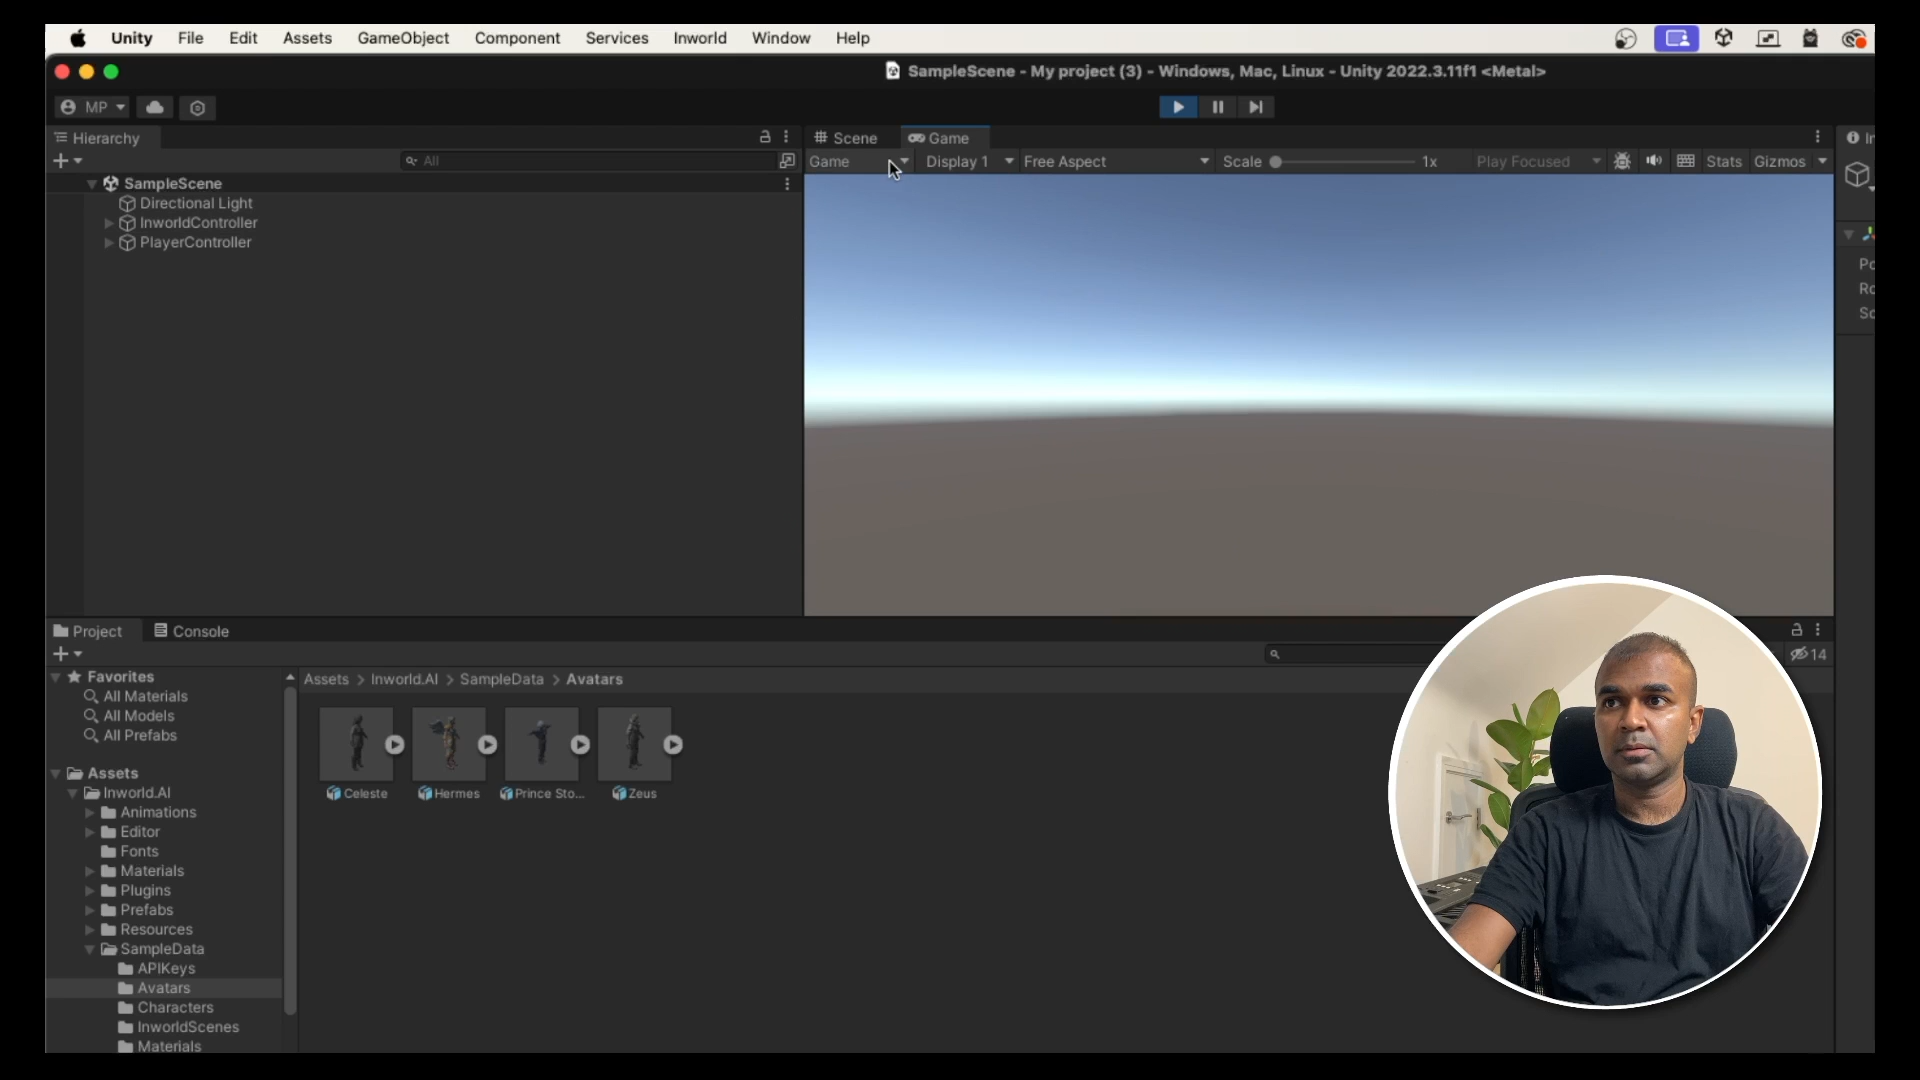 Unity File Edit Assets GameObject Component Services Inworld Window Help
SampleScene - My project (3) - Windows, Mac, Linux - Unity 2022.3.11f1 <Metal>
MP
Hierarchy
All
SampleScene
Directional Light
InworldController
PlayerController
Scene Game
Game Display 1 Free Aspect Scale 1x Play Focused Stats Gizmos
Project Console
14
Favorites
All Materials
All Models
All Prefabs
Assets
Inworld.AI
Animations
Editor
Fonts
Materials
Plugins
Prefabs
Resources
SampleData
APIKeys
Avatars
Characters
InworldScenes
Materials
Assets > Inworld.AI > SampleData > Avatars
Celeste Hermes Prince Sto... Zeus